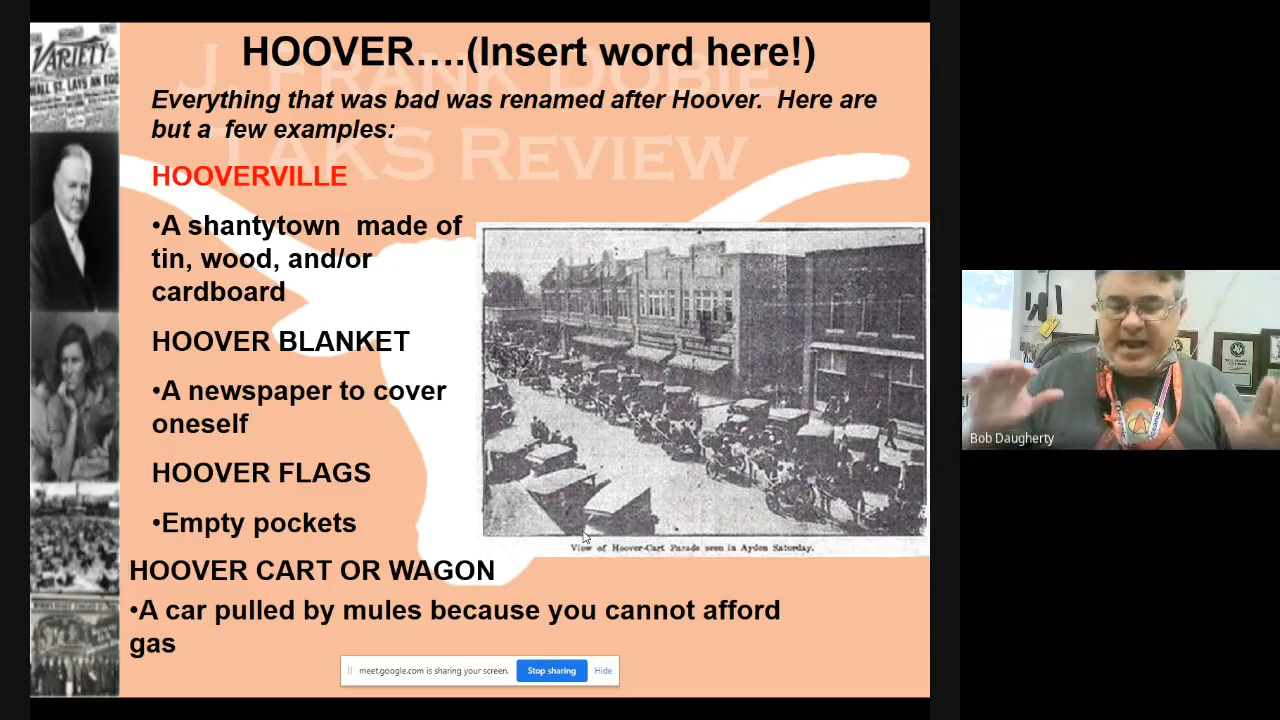 HOOVER….(Insert word here!)
J. FRANK DOBIE
TAKS REVIEW
Everything that was bad was renamed after Hoover. Here are
but a few examples:
HOOVERVILLE
•A shantytown made of
tin, wood, and/or
cardboard
HOOVER BLANKET
•A newspaper to cover
oneself
HOOVER FLAGS
•Empty pockets
HOOVER CART OR WAGON
•A car pulled by mules because you cannot afford
gas
View of Hoover-Cart Parade seen in Ayden Saturday.
VARIETY
WALL ST. LAYS AN EGG
meet.google.com is sharing your screen.
Stop sharing
Hide
Bob Daugherty